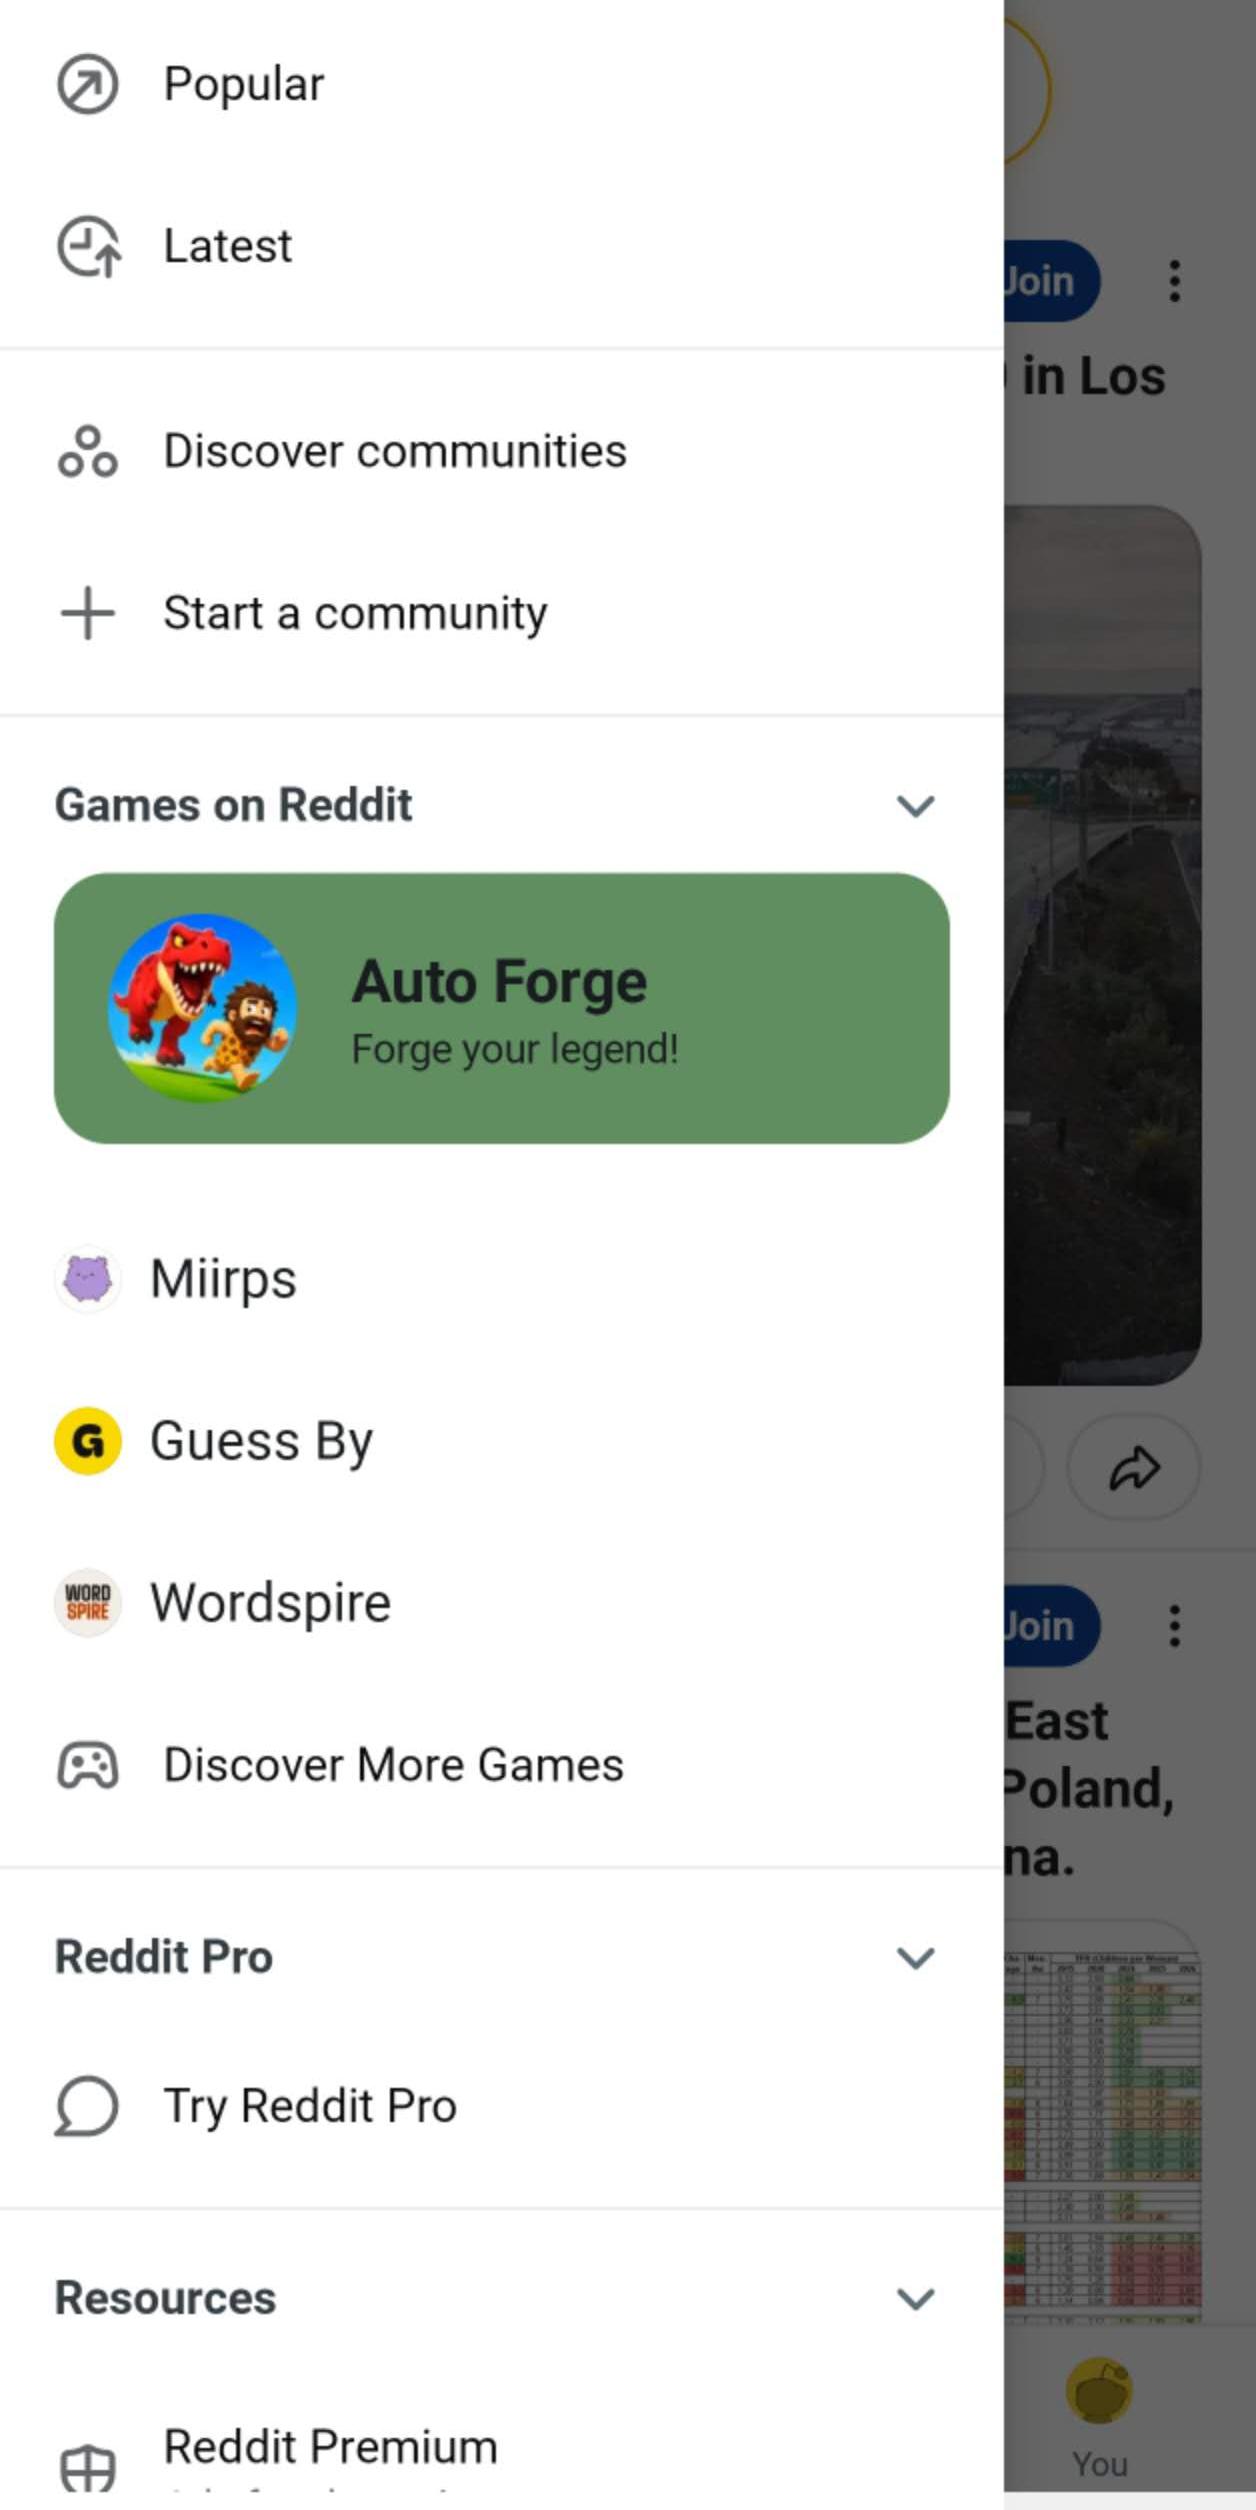 Popular
Latest
Discover communities
Start a community
Games on Reddit
Auto Forge
Forge your legend!
Miirps
G
Guess By
WORD
SPIRE
Wordspire
Discover More Games
Reddit Pro
Try Reddit Pro
Resources
Reddit Premium
Join
in Los
Join
East
Poland,
na.
You